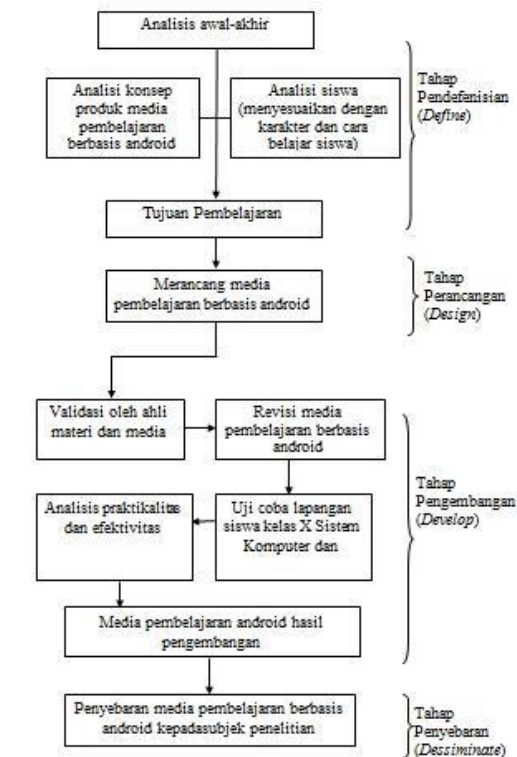 Analisis awal-akhir
Analisi konsep
produk media
pembelajaran
berbasis android
Analisi siswa
(menyesuaikan dengan
karakter dan cara
belajar siswa)
Tujuan Pembelajaran
Tahap
Pendefenisian
(Define)
Merancang media
pembelajaran berbasis android
Tahap
Perancangan
(Design)
Validasi oleh ahli
materi dan media
Revisi media
pembelajaran berbasis
android
Analisis praktikalitas
dan efektivitas
Uji coba lapangan
siswa kelas X Sistem
Komputer dan
Media pembelajaran android hasil
pengembangan
Tahap
Pengembangan
(Develop)
Penyebaran media pembelajaran berbasis
android kepadasubjek penelitian
Tahap
Penyebaran
(Dessiminate)